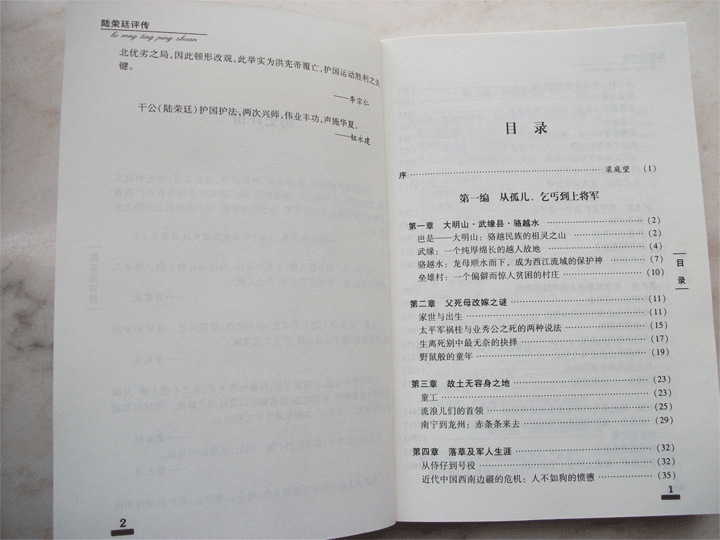 陆荣廷评传
lu rong ting ping zhuan
北优劣之局,因此顿形改观,此举实为洪宪帝覆亡,护国运动胜利之关
键。
——李宗仁
干公(陆荣廷)护国护法,两次兴师,伟业丰功,声施华夏。
——赵永建
2
目 录
序 ………… 梁庭望 (1)
第一编 从孤儿、乞丐到上将军
第一章 大明山·武缘县·骆越水 ………… (2)
岜是——大明山:骆越民族的祖灵之山 ………… (2)
武缘:一个纯厚绵长的越人故地 ………… (4)
骆越水:龙母顺水而下,成为西江流域的保护神 ………… (7)
垒雄村:一个偏僻而惊人贫困的村庄 ………… (10)
第二章 父死母改嫁之谜 ………… (11)
家世与出生 ………… (11)
太平军祸桂与业秀公之死的两种说法 ………… (15)
生离死别中最无奈的抉择 ………… (17)
野鼠般的童年 ………… (19)
第三章 故土无容身之地 ………… (23)
童工 ………… (23)
流浪儿们的首领 ………… (25)
南宁到龙州:赤条条来去 ………… (29)
第四章 落草及军人生涯 ………… (32)
从侍仔到号役 ………… (32)
近代中国西南边疆的危机:人不如狗的愤懑 ………… (35)
目 录
1